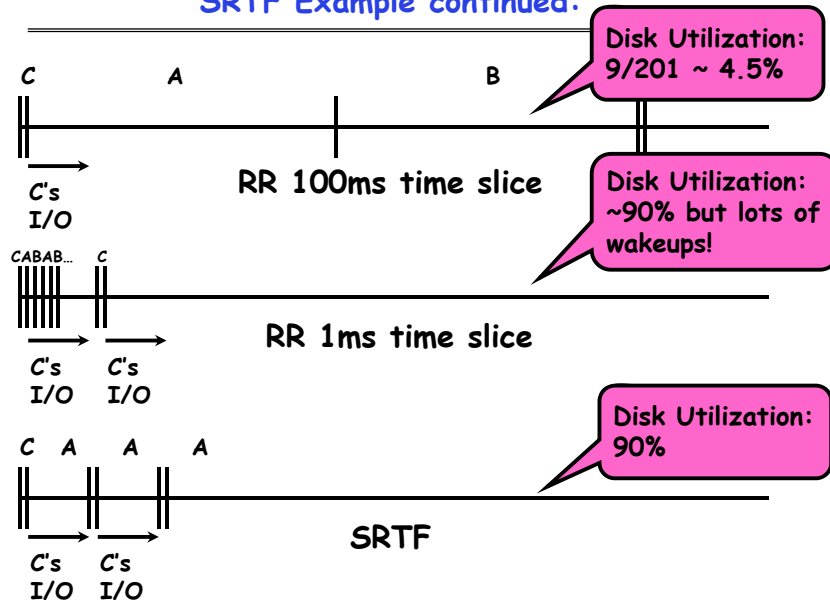 SRTF Example continued:
Disk Utilization:
9/201 ~ 4.5%
C A B
C's
I/O
RR 100ms time slice
Disk Utilization:
~90% but lots of
wakeups!
CABAB... C
C's C's
I/O I/O
RR 1ms time slice
Disk Utilization:
90%
C A A A
C's C's
I/O I/O
SRTF